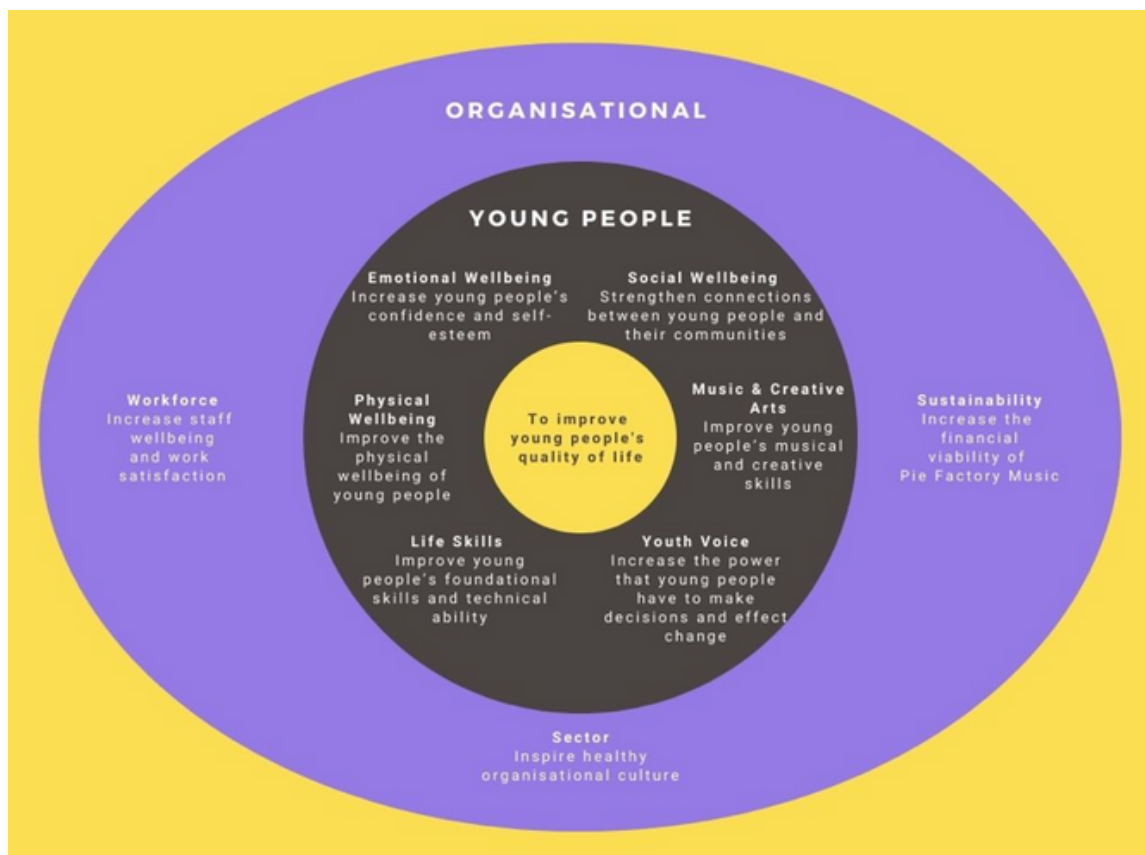 ORGANISATIONAL
YOUNG PEOPLE
Emotional Wellbeing
Increase young people's
confidence and self-
esteem
Social Wellbeing
Strengthen connections
between young people and
their communities
Workforce
Increase staff
wellbeing
and work
satisfaction
Physical
Wellbeing
Improve the
physical
wellbeing of
young people
To improve
young people's
quality of life
Music & Creative
Arts
Improve young
people's musical
and creative
skills
Sustainability
Increase the
financial
viability of
Pie Factory Music
Life Skills
Improve young
people's foundational
skills and technical
ability
Youth Voice
Increase the power
that young people
have to make
decisions and effect
change
Sector
Inspire healthy
organisational culture